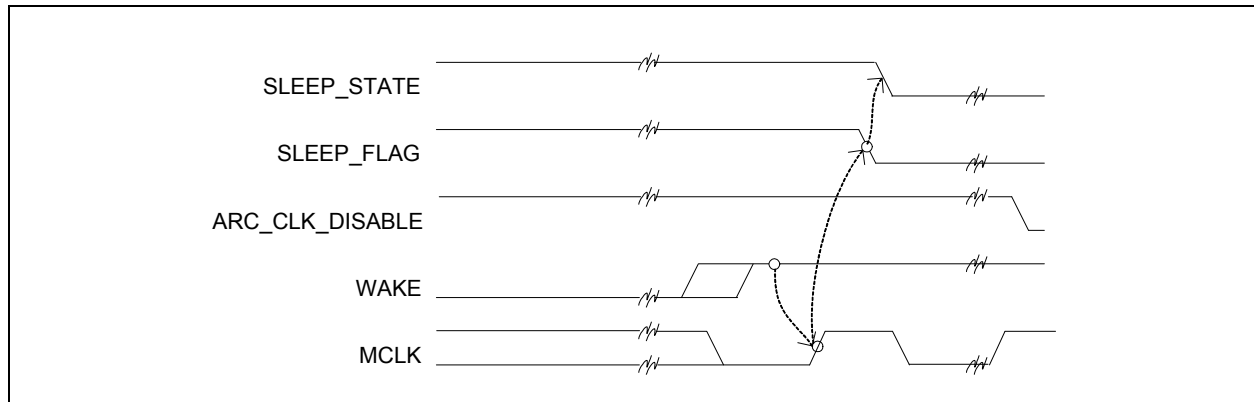 SLEEP_STATE
SLEEP_FLAG
ARC_CLK_DISABLE
WAKE
MCLK